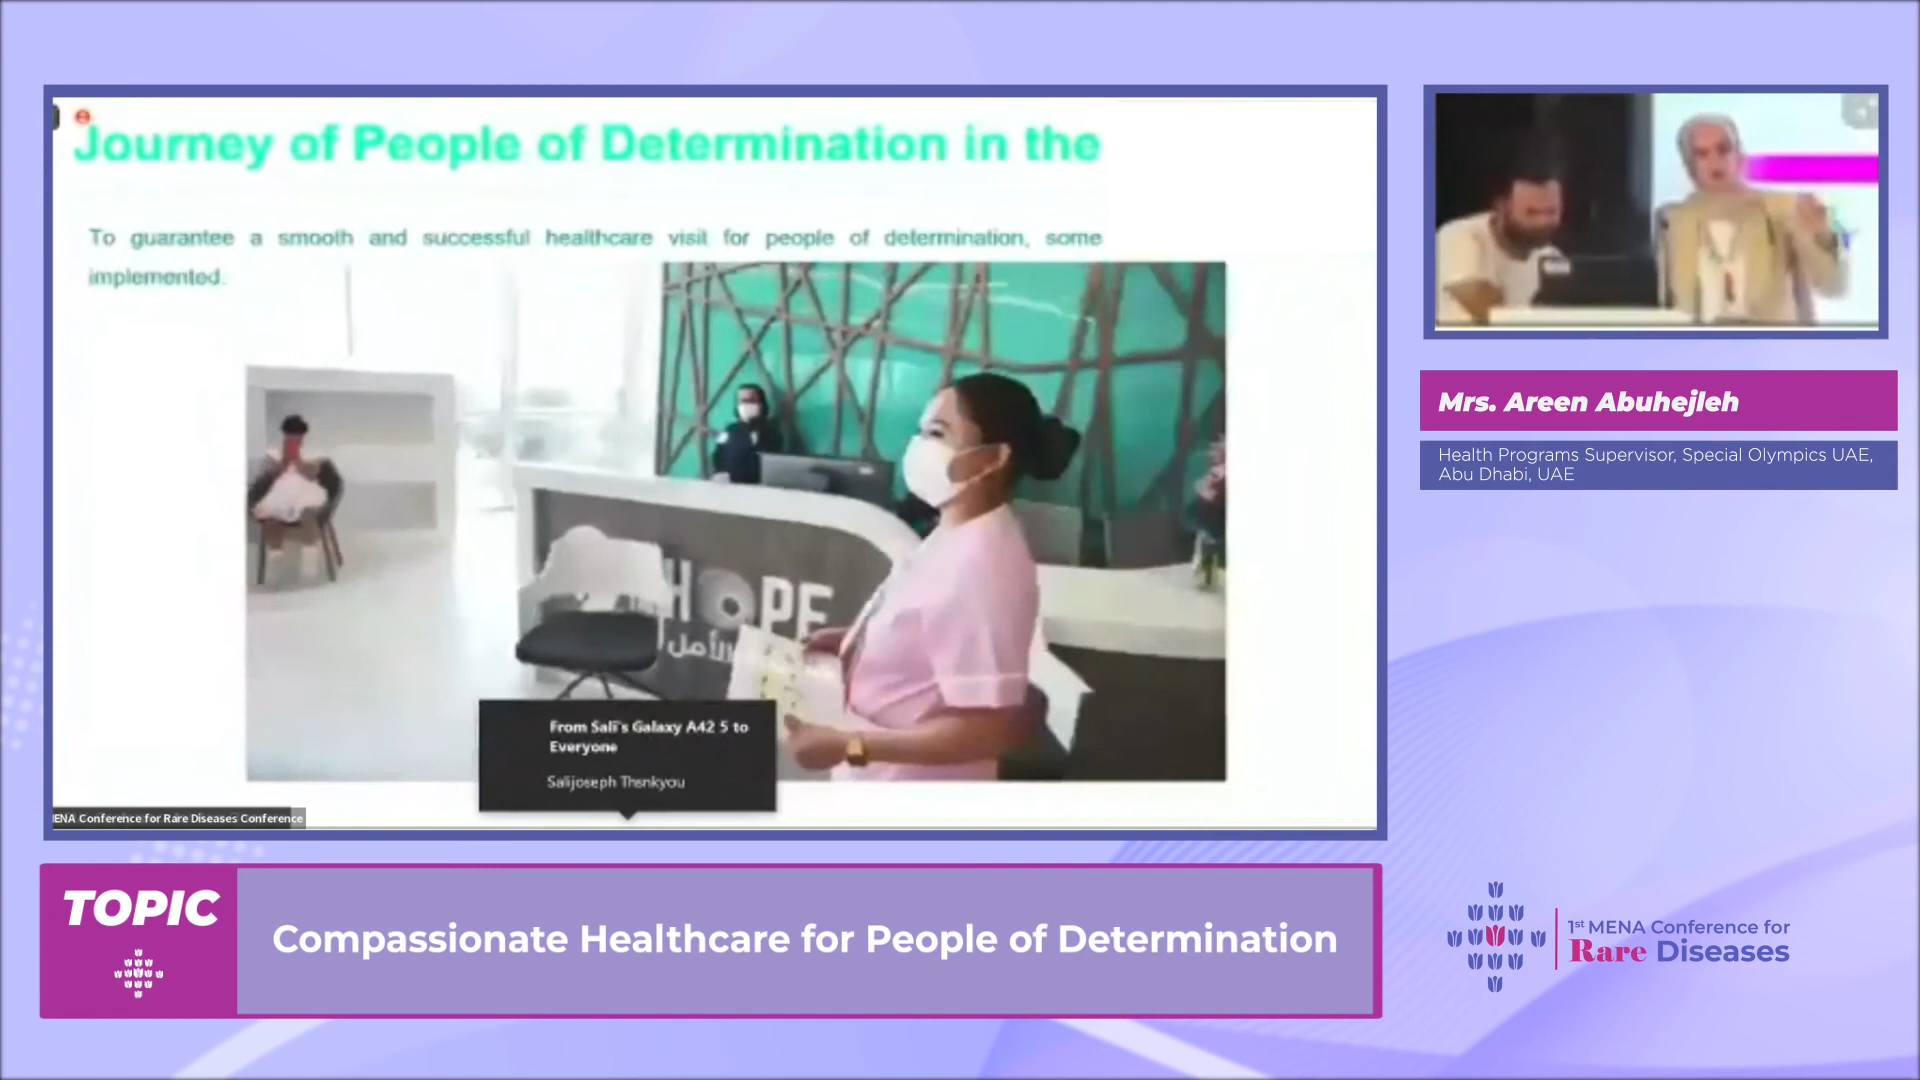 Journey of People of Determination in the
To guarantee a smooth and successful healthcare visit for people of determination, some
implemented.
HOPE
الأمل
From Sali's Galaxy A42 5 to
Everyone
Salijoseph Thsnkyou
ENA Conference for Rare Diseases Conference
Mrs. Areen Abuhejleh
Health Programs Supervisor, Special Olympics UAE,
Abu Dhabi, UAE
TOPIC
Compassionate Healthcare for People of Determination
1st MENA Conference for
Rare Diseases